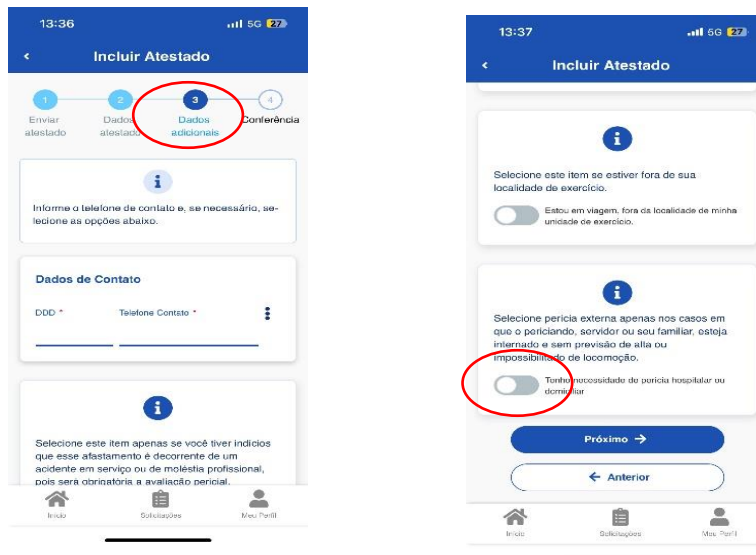 13:36
5G 27
Incluir Atestado
1
2
3
4
Enviar atestado
Dados atestado
Dados adicionais
Conferência
Informe o telefone de contato e, se necessário, se-
lecione as opções abaixo.
Dados de Contato
DDD *
Telefone Contato *
Selecione este item apenas se você tiver indícios
que esse afastamento é decorrente de um
acidente em serviço ou de moléstia profissional,
pois será obrigatória a avaliação pericial.
Início
Solicitações
Meu Perfil
13:37
5G 27
Incluir Atestado
Selecione este item se estiver fora de sua
localidade de exercício.
Estou em viagem, fora da localidade de minha
unidade de exercício.
Selecione perícia externa apenas nos casos em
que o periciando, servidor ou seu familiar, esteja
internado e sem previsão de alta ou
impossibilitado de locomoção.
Tenho necessidade de perícia hospitalar ou
domiciliar
Próximo →
← Anterior
Início
Solicitações
Meu Perfil